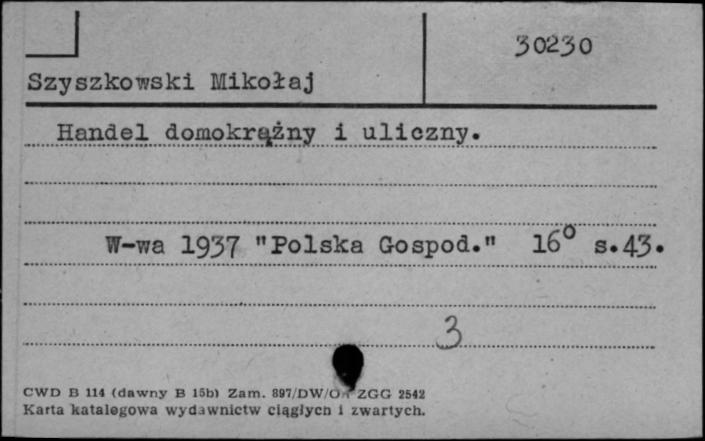 30230
Szyszkowski Mikołaj
Handel domokrążny i uliczny.
W-wa 1937 "Polska Gospod." 16° s.43.
3
CWD B 114 (dawny B 15b) Zam. 897/DW/O ZGG 2542
Karta katalogowa wydawnictw ciągłych i zwartych.